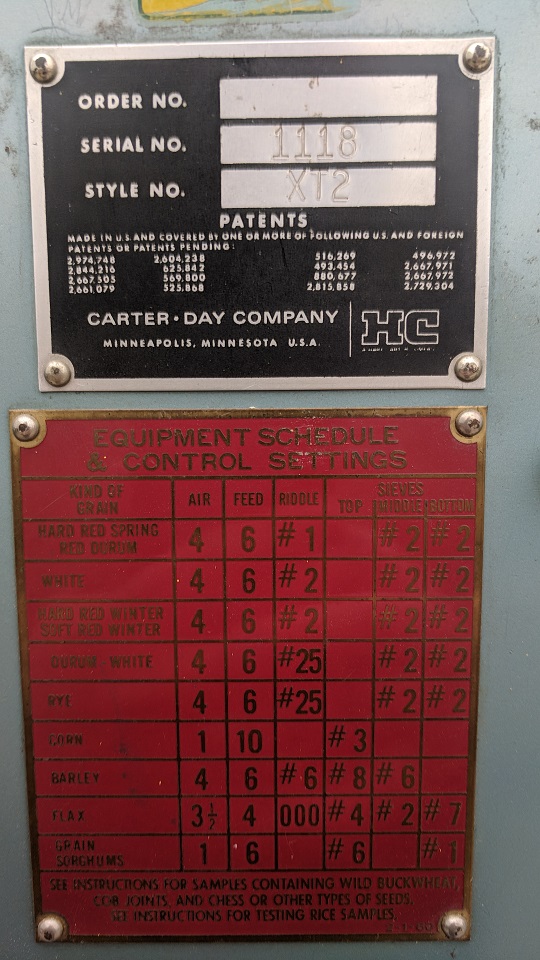 ORDER NO.
SERIAL NO. 1118
STYLE NO. XT2
PATENTS
MADE IN U.S. AND COVERED BY ONE OR MORE OF FOLLOWING U.S. AND FOREIGN
PATENTS OR PATENTS PENDING:
2,974,748 2,604,238 516,269 496,972
2,844,216 625,842 493,454 2,667,971
2,667,505 569,800 880,677 2,667,972
2,661,079 525,868 2,815,858 2,729,304
CARTER·DAY COMPANY HC
MINNEAPOLIS, MINNESOTA U.S.A.
EQUIPMENT SCHEDULE
& CONTROL SETTINGS
KIND OF GRAIN AIR FEED RIDDLE SIEVES TOP MIDDLE BOTTOM
HARD RED SPRING RED DURUM 4 6 #1 #2 #2
WHITE 4 6 #2 #2 #2
HARD RED WINTER SOFT RED WINTER 4 6 #2 #2 #2
DURUM WHITE 4 6 #25 #2 #2
RYE 4 6 #25 #2 #2
CORN 1 10 #3
BARLEY 4 6 #6 #8 #6
FLAX 3½ 4 000 #4 #2 #7
GRAIN SORGHUMS 1 6 #6 #1
SEE INSTRUCTIONS FOR SAMPLES CONTAINING WILD BUCKWHEAT,
COB JOINTS, AND CHESS OR OTHER TYPES OF SEEDS.
SEE INSTRUCTIONS FOR TESTING RICE SAMPLES.
2-1-60